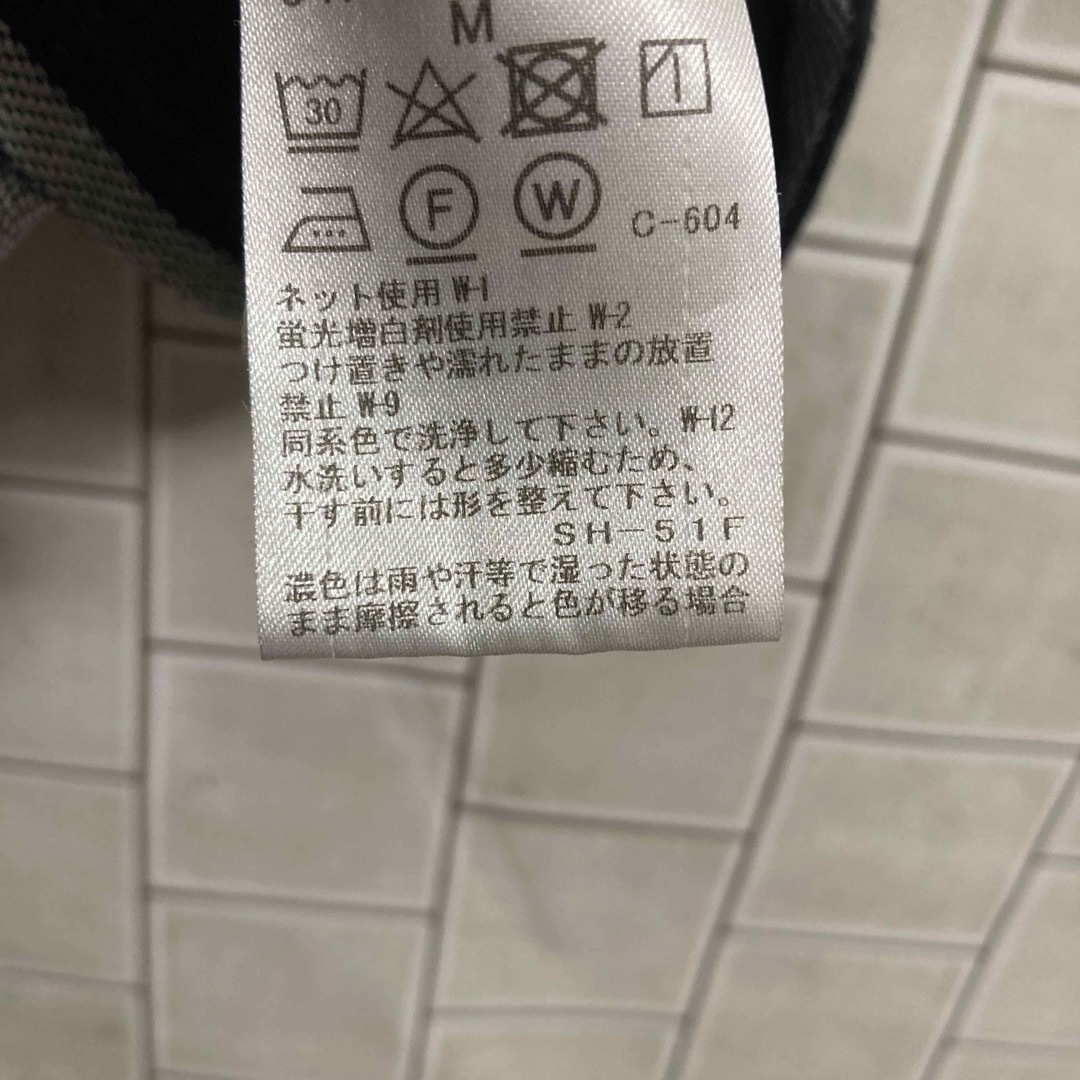 M
30
F
W
C-604
ネット使用 W-1
蛍光増白剤使用禁止 W-2
つけ置きや濡れたままの放置
禁止 W-9
同系色で洗浄して下さい。W-12
水洗いすると多少縮むため、
干す前には形を整えて下さい。
SH-51F
濃色は雨や汗等で湿った状態の
まま摩擦されると色が移る場合